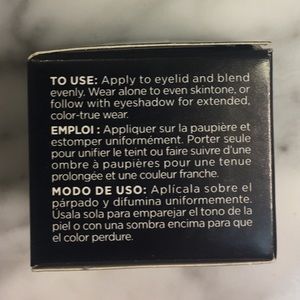 TO USE: Apply to eyelid and blend
evenly. Wear alone to even skintone, or
follow with eyeshadow for extended,
color-true wear.
EMPLOI : Appliquer sur la paupière et
estomper uniformément. Porter seule
pour unifier le teint ou faire suivre d'une
ombre à paupières pour une tenue
prolongée et une couleur franche.
MODO DE USO: Aplícala sobre el
párpado y difumina uniformemente.
Úsala sola para emparejar el tono de la
piel o con una sombra encima para que
el color perdure.